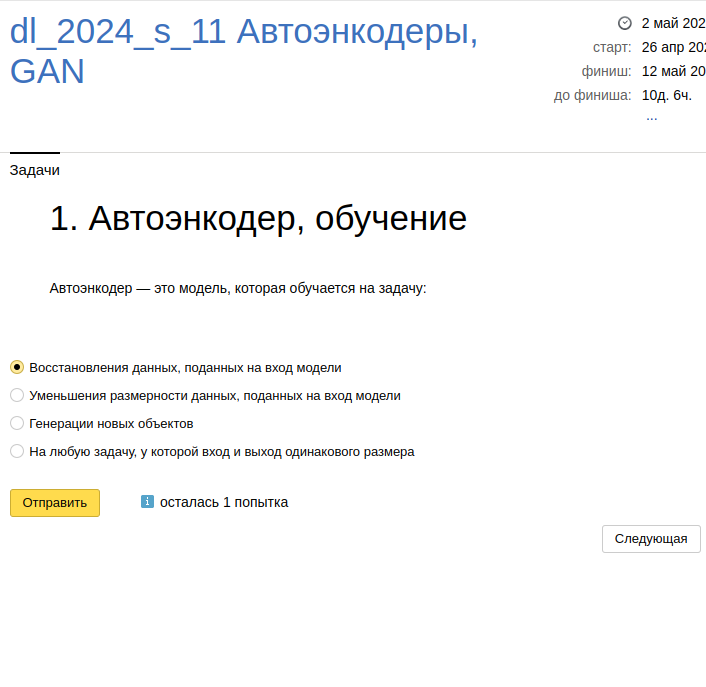 dl_2024_s_11 Автоэнкодеры,
GAN
2 май 202
старт: 26 апр 202
финиш: 12 май 20
до финиша: 10д. 6ч.
...
Задачи
1. Автоэнкодер, обучение
Автоэнкодер — это модель, которая обучается на задачу:
Восстановления данных, поданных на вход модели
Уменьшения размерности данных, поданных на вход модели
Генерации новых объектов
На любую задачу, у которой вход и выход одинакового размера
Отправить
осталась 1 попытка
Следующая